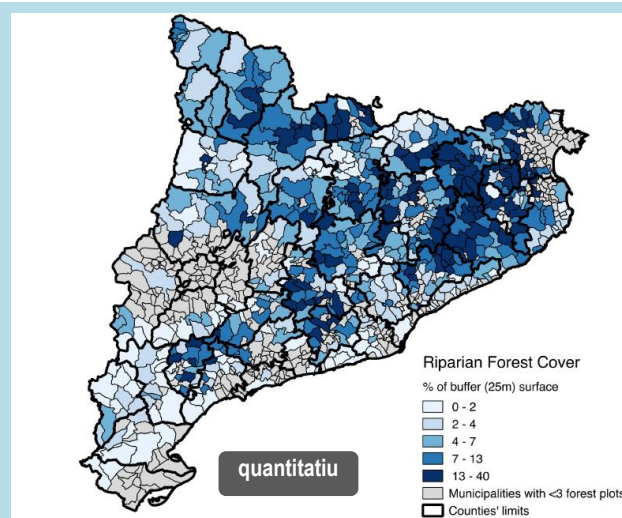 Riparian Forest Cover
% of buffer (25m) surface
0 - 2
2 - 4
4 - 7
7 - 13
13 - 40
Municipalities with <3 forest plots
Counties' limits
quantitatiu